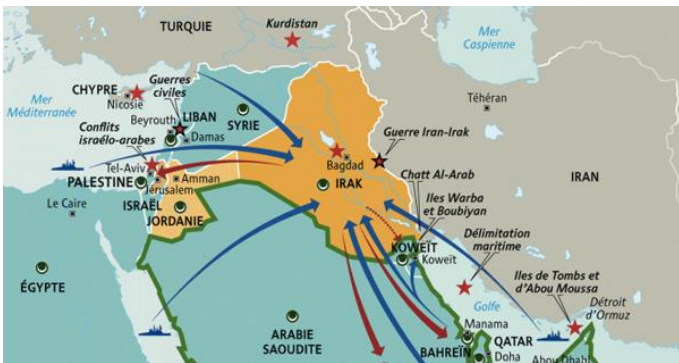 TURQUIE
Kurdistan
Mer
Caspienne
CHYPRE
Nicosie
Guerres
civiles
Mer
Méditerranée
Beyrouth
LIBAN
SYRIE
Damas
Conflits
israélo-arabes
Téhéran
Guerre Iran-Irak
Bagdad
Tel-Aviv
Amman
PALESTINE
Jérusalem
IRAK
Chatt Al-Arab
IRAN
Le Caire
ISRAËL
JORDANIE
Iles Warba
et Boubiyan
KOWEÏT
Koweït
Délimitation
maritime
ÉGYPTE
Iles de Tombs et
d'Abou Moussa
Golfe
Détroit
d'Ormuz
ARABIE
SAOUDITE
Manama
BAHREÏN
QATAR
Doha
Abou Dhabi